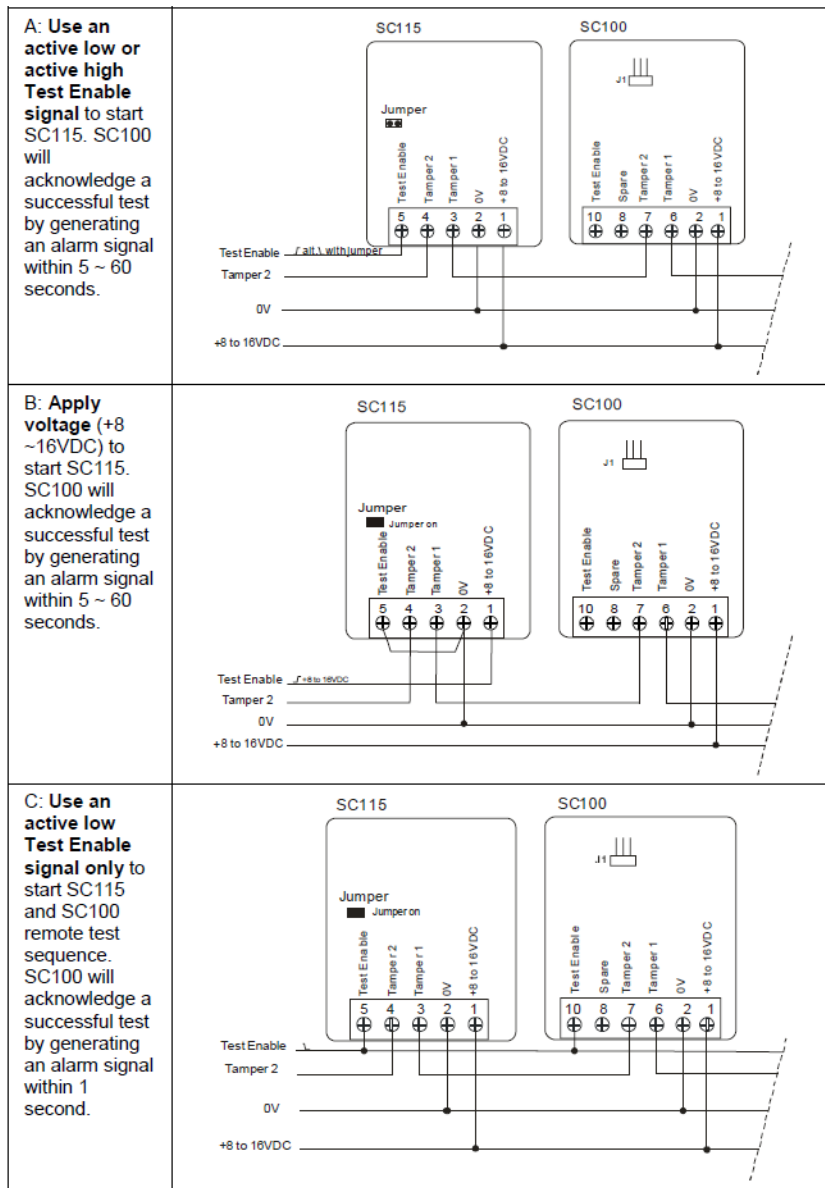 A: Use an
active low or
active high
Test Enable
signal to start
SC115. SC100
will
acknowledge a
successful test
by generating
an alarm signal
within 5 ~ 60
seconds.
SC115
SC100
J1
Jumper
Test Enable
Tamper 2
Tamper 1
0V
+8 to 16VDC
5 4 3 2 1
Test Enable
Spare
Tamper 2
Tamper 1
0V
+8 to 16VDC
10 8 7 6 2 1
Test Enable
alt. with jumper
Tamper 2
0V
+8 to 16VDC
B: Apply
voltage (+8
~16VDC) to
start SC115.
SC100 will
acknowledge a
successful test
by generating
an alarm signal
within 5 ~ 60
seconds.
SC115
SC100
J1
Jumper
Jumper on
Test Enable
Tamper 2
Tamper 1
0V
+8 to 16VDC
5 4 3 2 1
Test Enable
Spare
Tamper 2
Tamper 1
0V
+8 to 16VDC
10 8 7 6 2 1
Test Enable
+8 to 16VDC
Tamper 2
0V
+8 to 16VDC
C: Use an
active low
Test Enable
signal only to
start SC115
and SC100
remote test
sequence.
SC100 will
acknowledge a
successful test
by generating
an alarm signal
within 1
second.
SC115
SC100
J1
Jumper
Jumper on
Test Enable
Tamper 2
Tamper 1
0V
+8 to 16VDC
5 4 3 2 1
Test Enable
Spare
Tamper 2
Tamper 1
0V
+8 to 16VDC
10 8 7 6 2 1
Test Enable
Tamper 2
0V
+8 to 16VDC